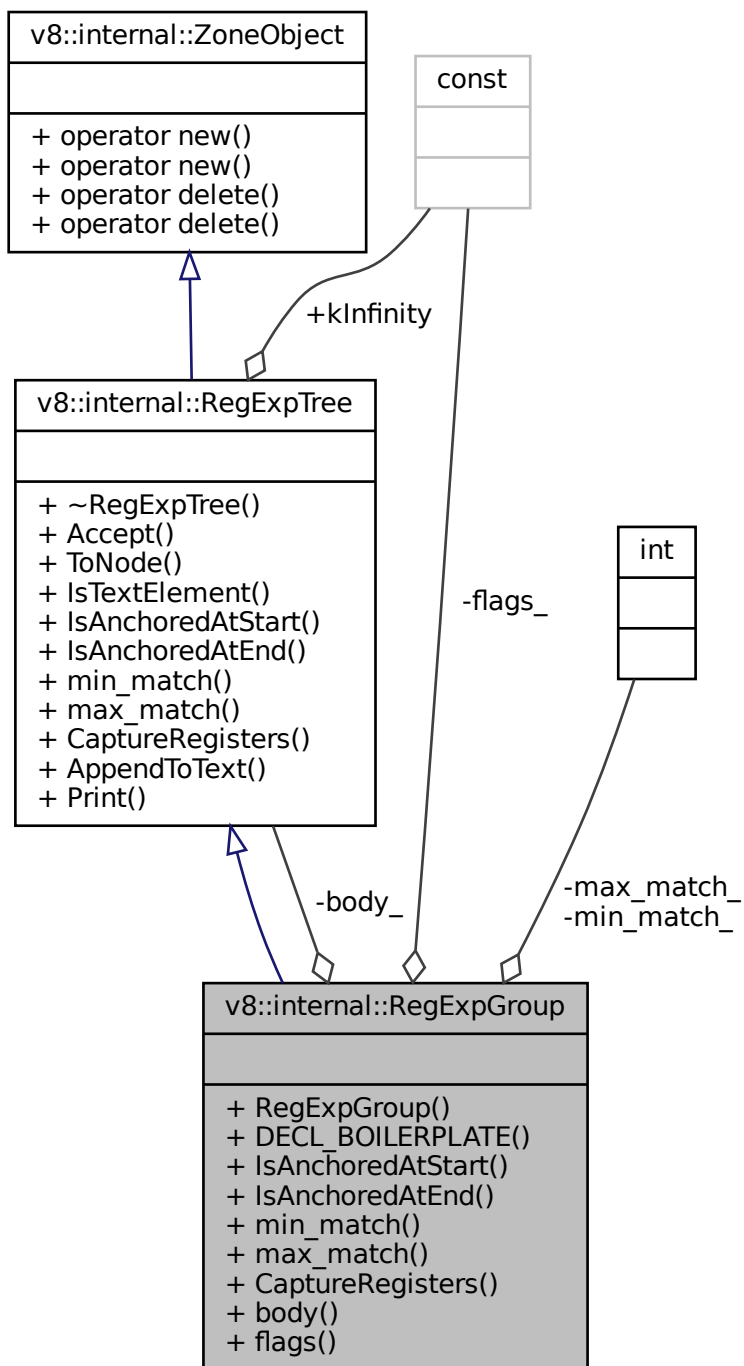 v8::internal::ZoneObject
+ operator new()
+ operator new()
+ operator delete()
+ operator delete()
const
+kInfinity
v8::internal::RegExpTree
+ ~RegExpTree()
+ Accept()
+ ToNode()
+ IsTextElement()
+ IsAnchoredAtStart()
+ IsAnchoredAtEnd()
+ min_match()
+ max_match()
+ CaptureRegisters()
+ AppendToText()
+ Print()
int
-flags_
-body_
-max_match_
-min_match_
v8::internal::RegExpGroup
+ RegExpGroup()
+ DECL_BOILERPLATE()
+ IsAnchoredAtStart()
+ IsAnchoredAtEnd()
+ min_match()
+ max_match()
+ CaptureRegisters()
+ body()
+ flags()